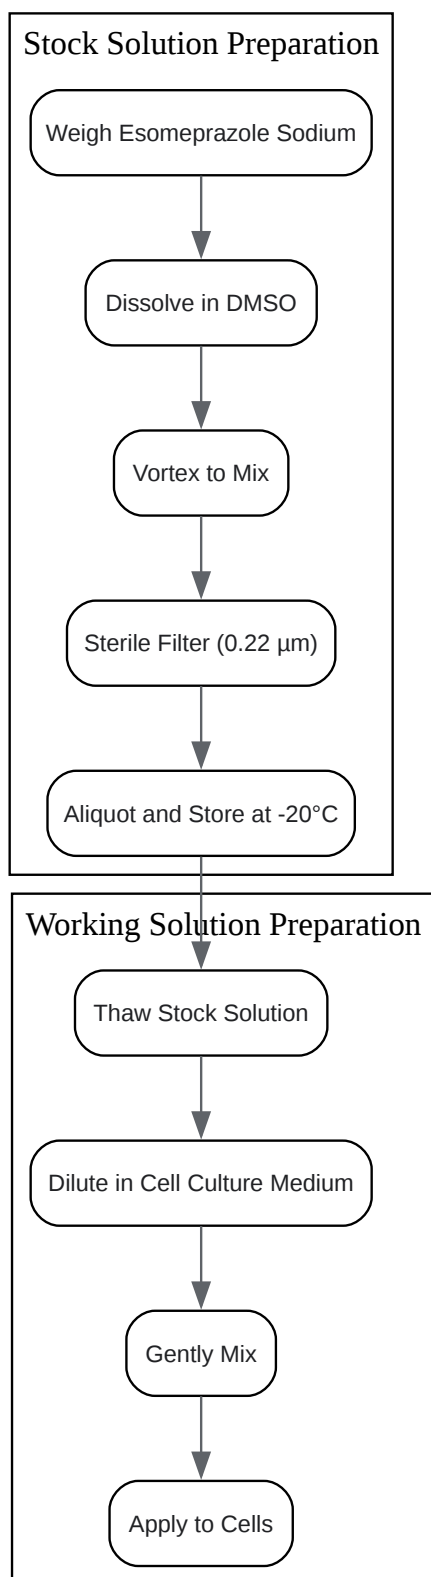 Stock Solution Preparation
Weigh Esomeprazole Sodium
Dissolve in DMSO
Vortex to Mix
Sterile Filter (0.22 µm)
Aliquot and Store at -20°C
Working Solution Preparation
Thaw Stock Solution
Dilute in Cell Culture Medium
Gently Mix
Apply to Cells